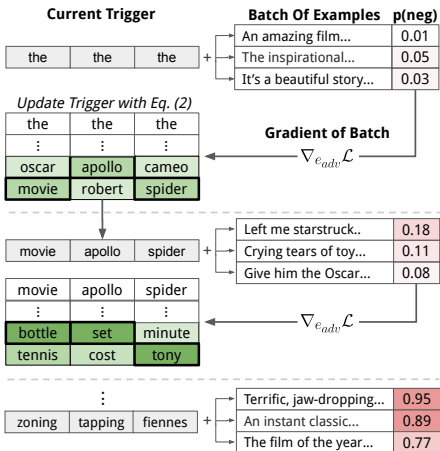 Current Trigger Batch Of Examples p(neg)
the the the + An amazing film... 0.01
The inspirational... 0.05
It's a beautiful story... 0.03
Update Trigger with Eq. (2)
the the the
⋮ ⋮ ⋮
Gradient of Batch
oscar apollo cameo
∇e_adv ℒ
movie robert spider
movie apollo spider + Left me starstruck.. 0.18
Crying tears of toy... 0.11
Give him the Oscar... 0.08
movie apollo spider
⋮ ⋮ ⋮
bottle set minute
∇e_adv ℒ
tennis cost tony
⋮
zoning tapping fiennes + Terrific, jaw-dropping... 0.95
An instant classic... 0.89
The film of the year... 0.77